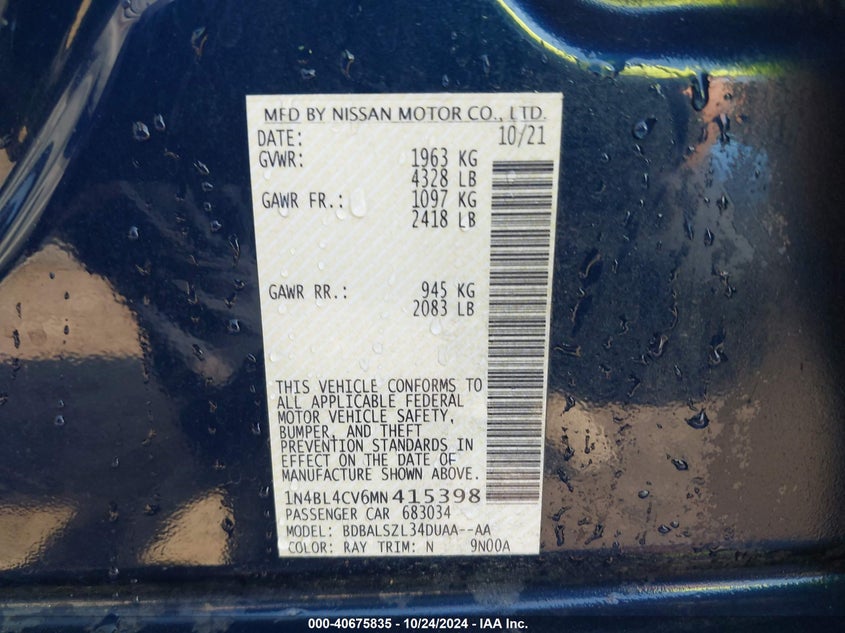 MFD BY NISSAN MOTOR CO., LTD.
DATE: 10/21
GVWR: 1963 KG
4328 LB
GAWR FR.: 1097 KG
2418 LB
GAWR RR.: 945 KG
2083 LB
THIS VEHICLE CONFORMS TO
ALL APPLICABLE FEDERAL
MOTOR VEHICLE SAFETY,
BUMPER, AND THEFT
PREVENTION STANDARDS IN
EFFECT ON THE DATE OF
MANUFACTURE SHOWN ABOVE.
1N4BL4CV6MN415398
PASSENGER CAR 683034
MODEL: BDBALSZL34DUAA--AA
COLOR: RAY TRIM: N 9N00A
000-40675835 - 10/24/2024 - IAA Inc.